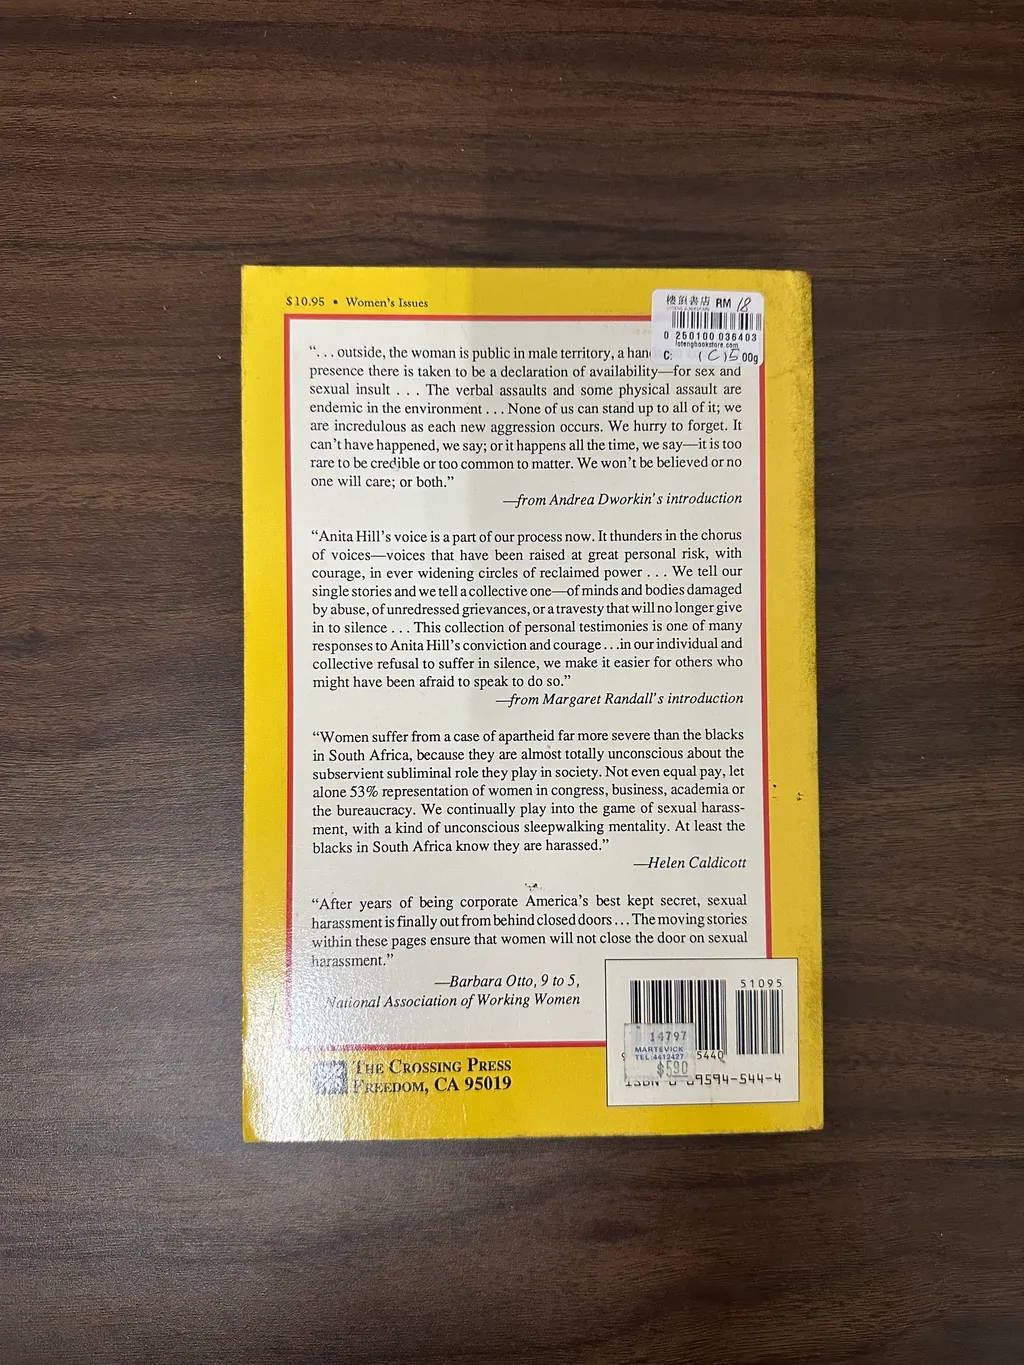 $10.95 • Women's Issues
樓頂書店 RM 18
0 250100 036403
lotengbookstore.com
C: (C)15 00g
“. . . outside, the woman is public in male territory, a hand
presence there is taken to be a declaration of availability—for sex and
sexual insult . . . The verbal assaults and some physical assault are
endemic in the environment . . . None of us can stand up to all of it; we
are incredulous as each new aggression occurs. We hurry to forget. It
can't have happened, we say; or it happens all the time, we say—it is too
rare to be credible or too common to matter. We won't be believed or no
one will care; or both.”
—from Andrea Dworkin's introduction
“Anita Hill's voice is a part of our process now. It thunders in the chorus
of voices—voices that have been raised at great personal risk, with
courage, in ever widening circles of reclaimed power . . . We tell our
single stories and we tell a collective one—of minds and bodies damaged
by abuse, of unredressed grievances, or a travesty that will no longer give
in to silence . . . This collection of personal testimonies is one of many
responses to Anita Hill's conviction and courage . . .in our individual and
collective refusal to suffer in silence, we make it easier for others who
might have been afraid to speak to do so.”
—from Margaret Randall's introduction
“Women suffer from a case of apartheid far more severe than the blacks
in South Africa, because they are almost totally unconscious about the
subservient subliminal role they play in society. Not even equal pay, let
alone 53% representation of women in congress, business, academia or
the bureaucracy. We continually play into the game of sexual harass-
ment, with a kind of unconscious sleepwalking mentality. At least the
blacks in South Africa know they are harassed.”
—Helen Caldicott
“After years of being corporate America's best kept secret, sexual
harassment is finally out from behind closed doors . . . The moving stories
within these pages ensure that women will not close the door on sexual
harassment.”
—Barbara Otto, 9 to 5,
National Association of Working Women
The Crossing Press
Freedom, CA 95019
51095
14797
MARTEVICK
TEL:4412427
$590
9 5440
ISBN 0-89594-544-4